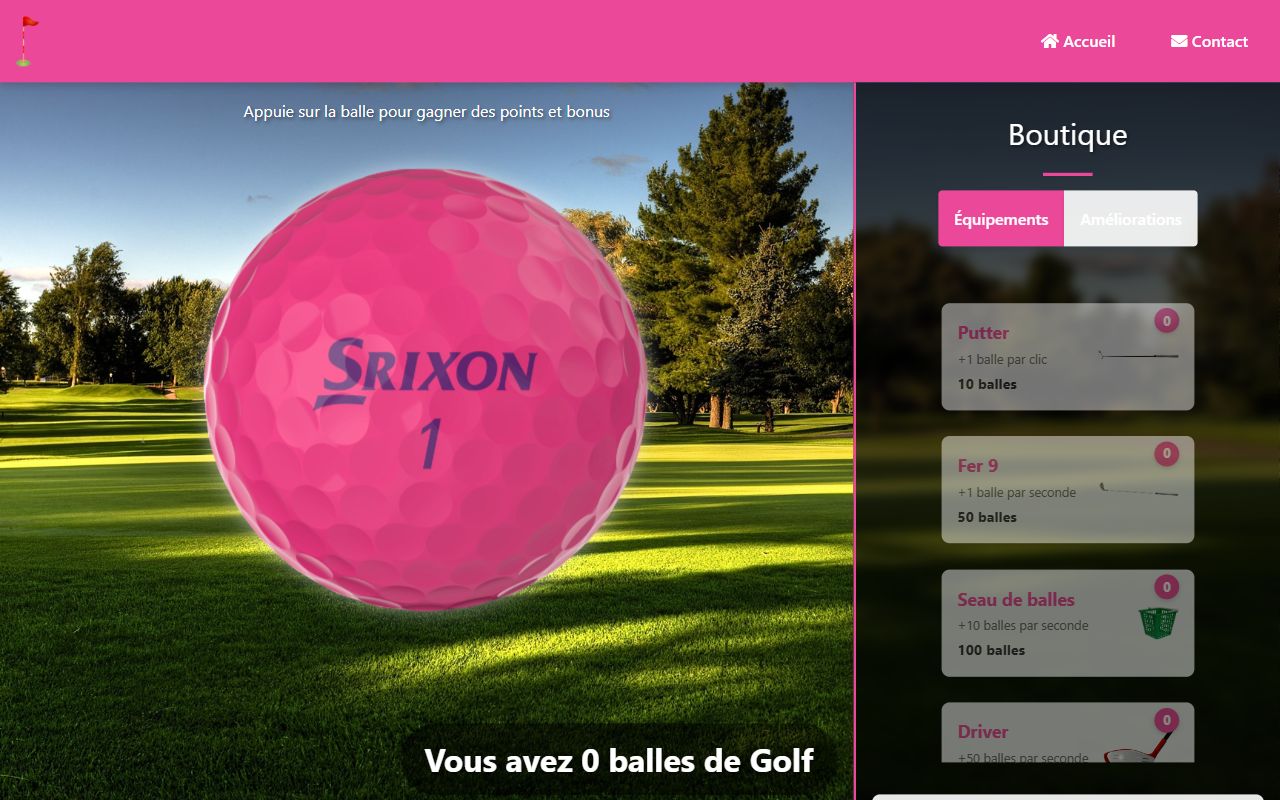 Accueil
Contact
Appuie sur la balle pour gagner des points et bonus
SRIXON
1
Vous avez 0 balles de Golf
Boutique
Équipements
Améliorations
Putter
0
+1 balle par clic
10 balles
Fer 9
0
+1 balle par seconde
50 balles
Seau de balles
0
+10 balles par seconde
100 balles
Driver
0
+50 balles par seconde